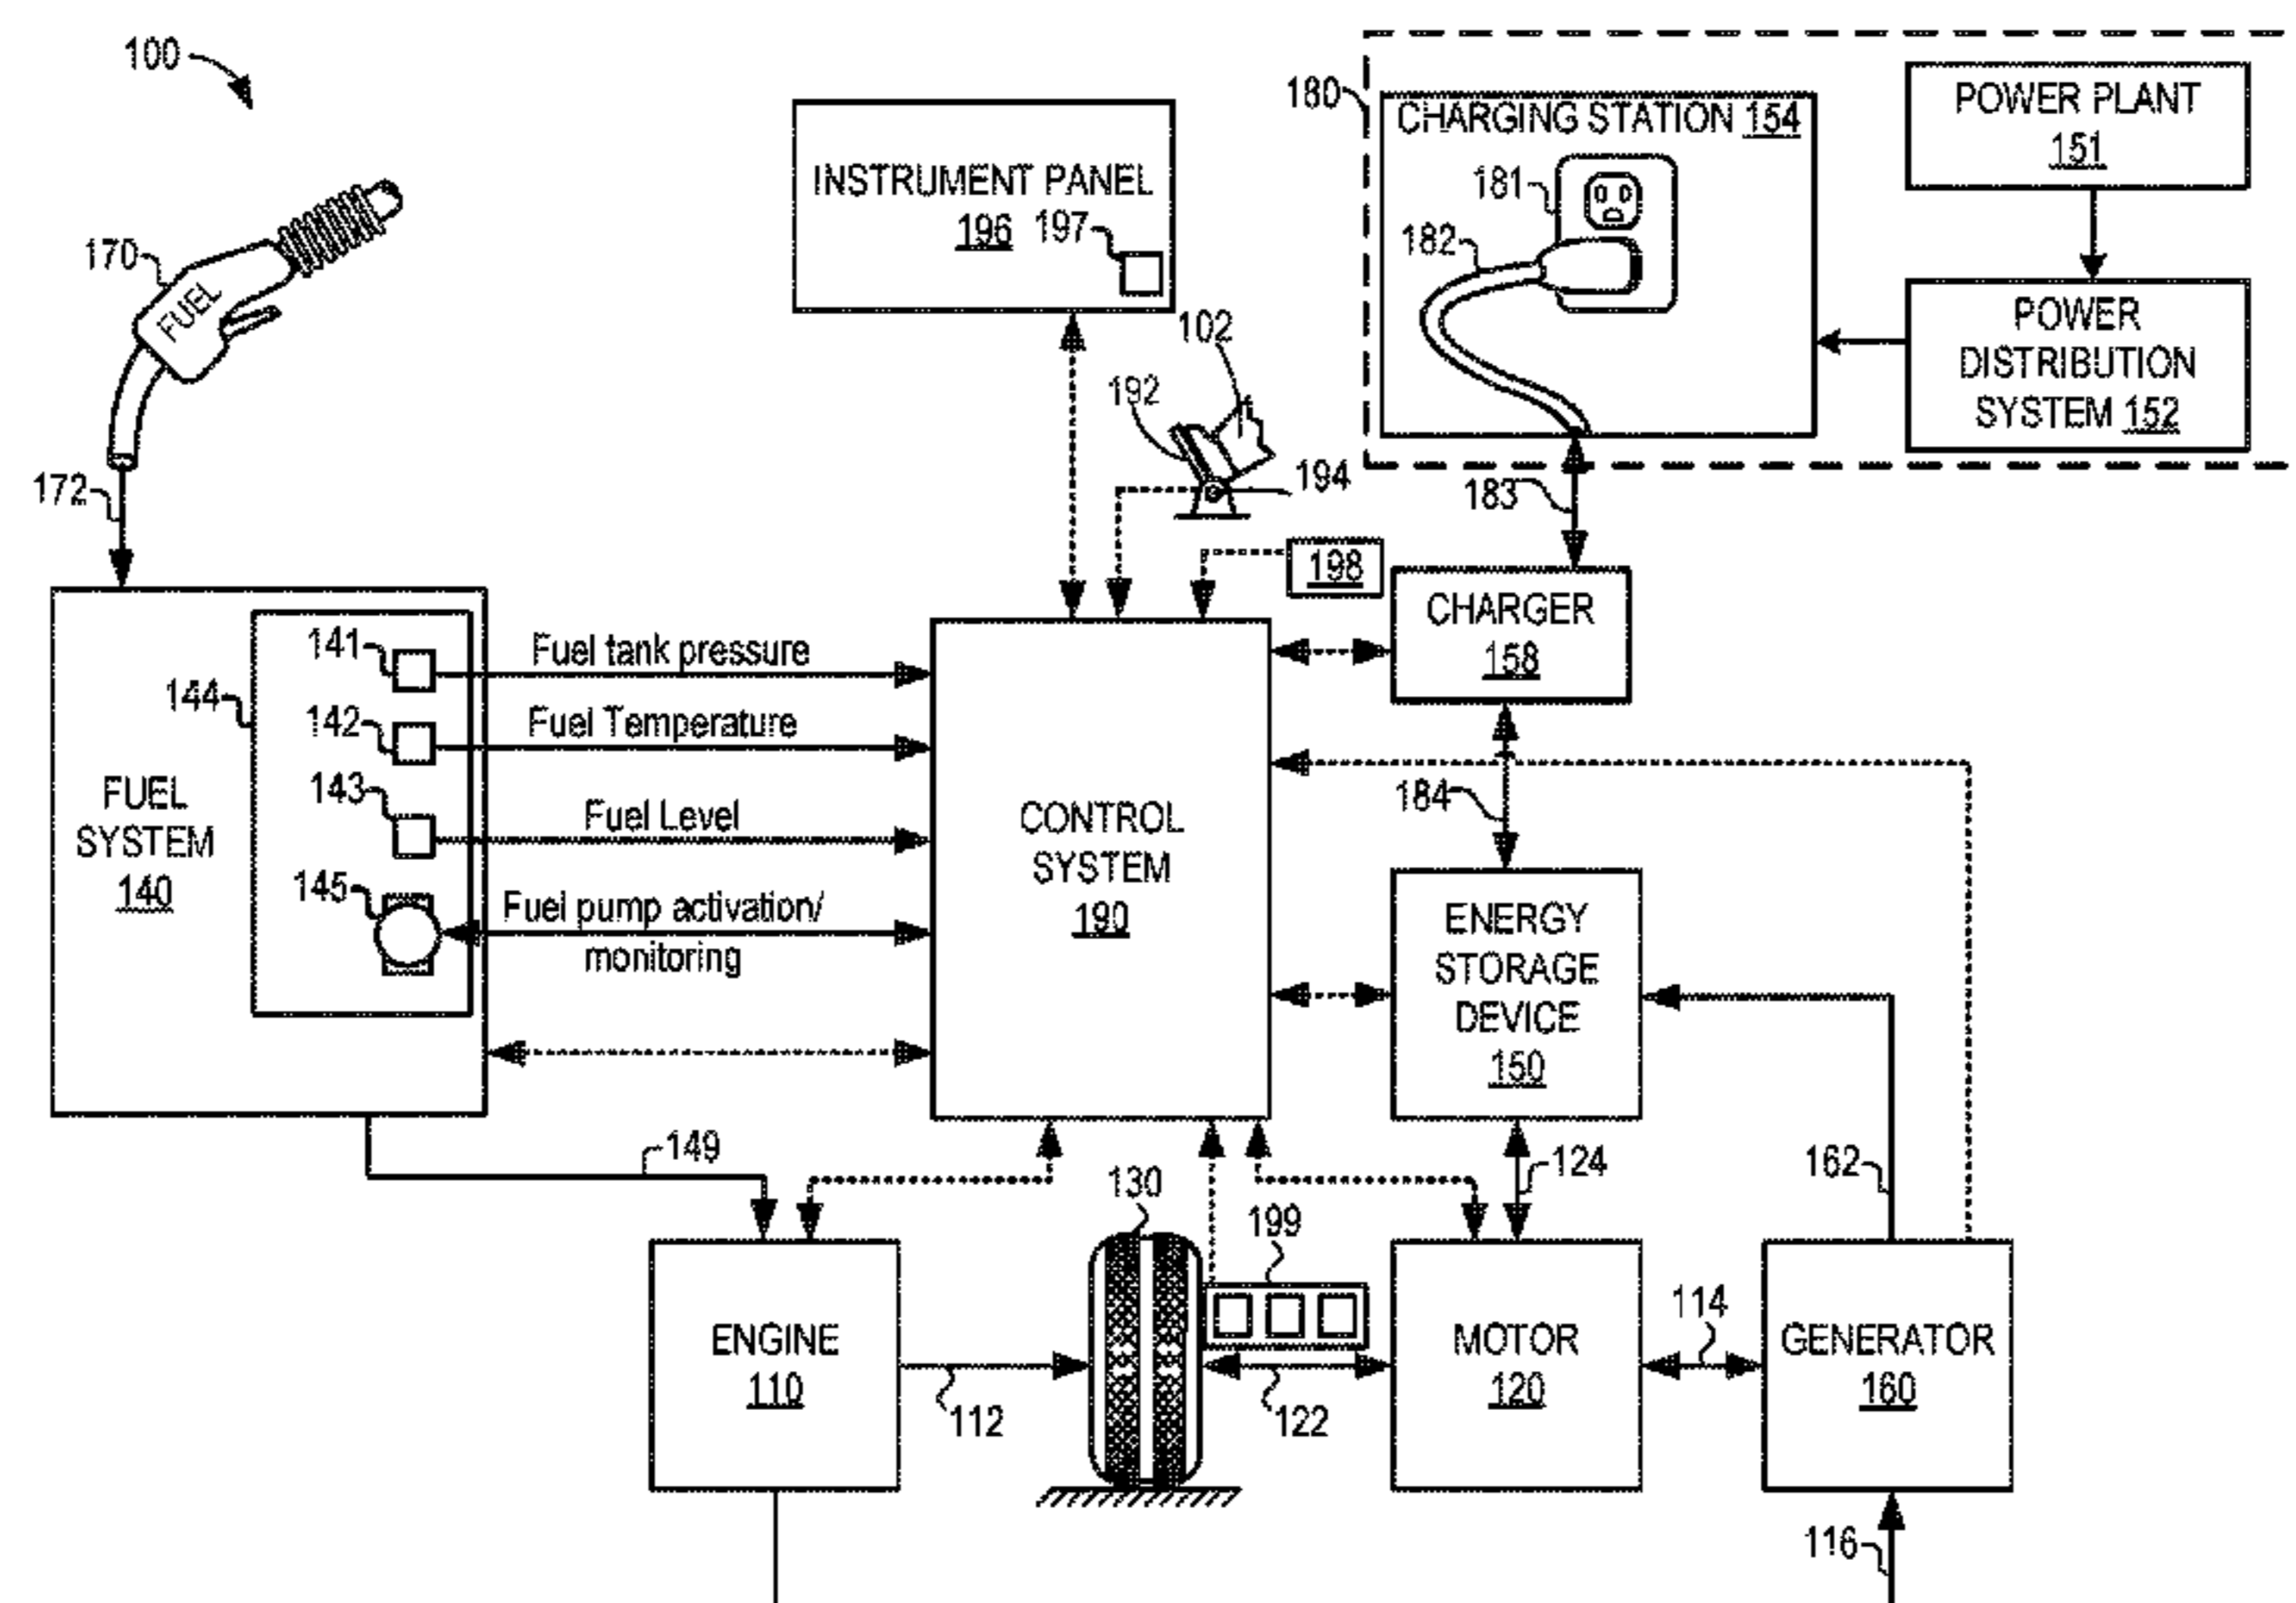 100
180
CHARGING STATION 154
POWER PLANT
151
INSTRUMENT PANEL
196
197
181
182
170
FUEL
102
POWER
DISTRIBUTION
SYSTEM 152
192
194
172
183
198
CHARGER
158
141
Fuel tank pressure
144
142
Fuel Temperature
143
Fuel Level
184
FUEL
SYSTEM
140
CONTROL
SYSTEM
190
145
Fuel pump activation/
monitoring
ENERGY
STORAGE
DEVICE
150
149
124
162
130
199
114
ENGINE
110
112
122
MOTOR
120
GENERATOR
160
116